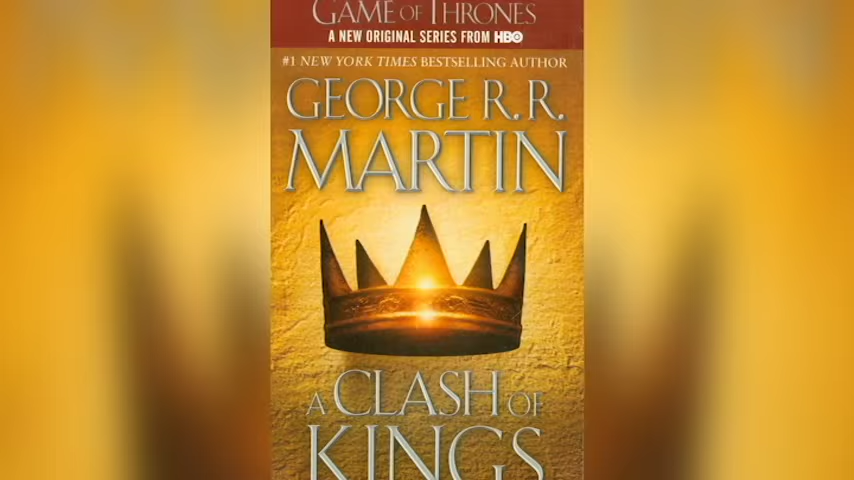 GAME OF THRONES
A NEW ORIGINAL SERIES FROM HBO
#1 NEW YORK TIMES BESTSELLING AUTHOR
GEORGE R. R.
MARTIN
A CLASH OF
KINGS